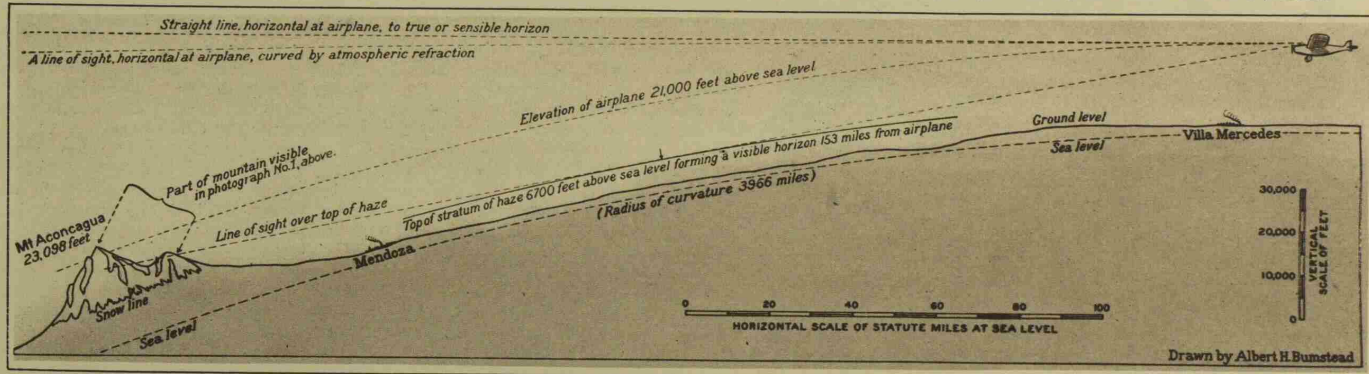 Straight line, horizontal at airplane, to true or sensible horizon
A line of sight, horizontal at airplane, curved by atmospheric refraction
Elevation of airplane 21,000 feet above sea level
Part of mountain visible
in photograph No.1, above.
Mt Aconcagua
23,098 feet
Line of sight over top of haze
Top of stratum of haze 6700 feet above sea level forming a visible horizon 153 miles from airplane
(Radius of curvature 3966 miles)
Ground level
Sea level
Villa Mercedes
Mendoza
Snow line
Sea level
30,000
20,000
10,000
0
VERTICAL
SCALE OF FEET
0 20 40 60 80 100
HORIZONTAL SCALE OF STATUTE MILES AT SEA LEVEL
Drawn by Albert H. Bumstead